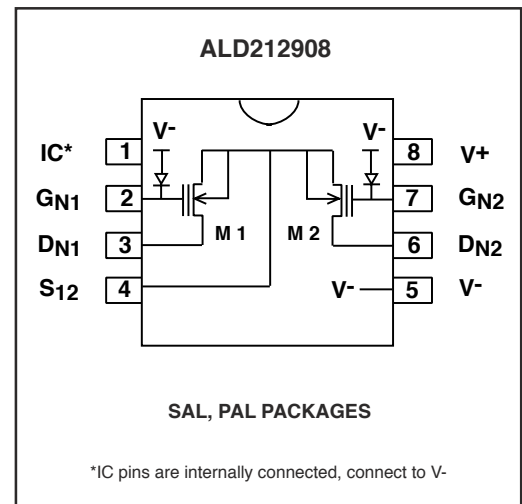 ALD212908
V- V-
IC* 1 8 V+
GN1 2 7 GN2
DN1 3 M 1 M 2 6 DN2
S12 4 V- 5 V-
SAL, PAL PACKAGES
*IC pins are internally connected, connect to V-